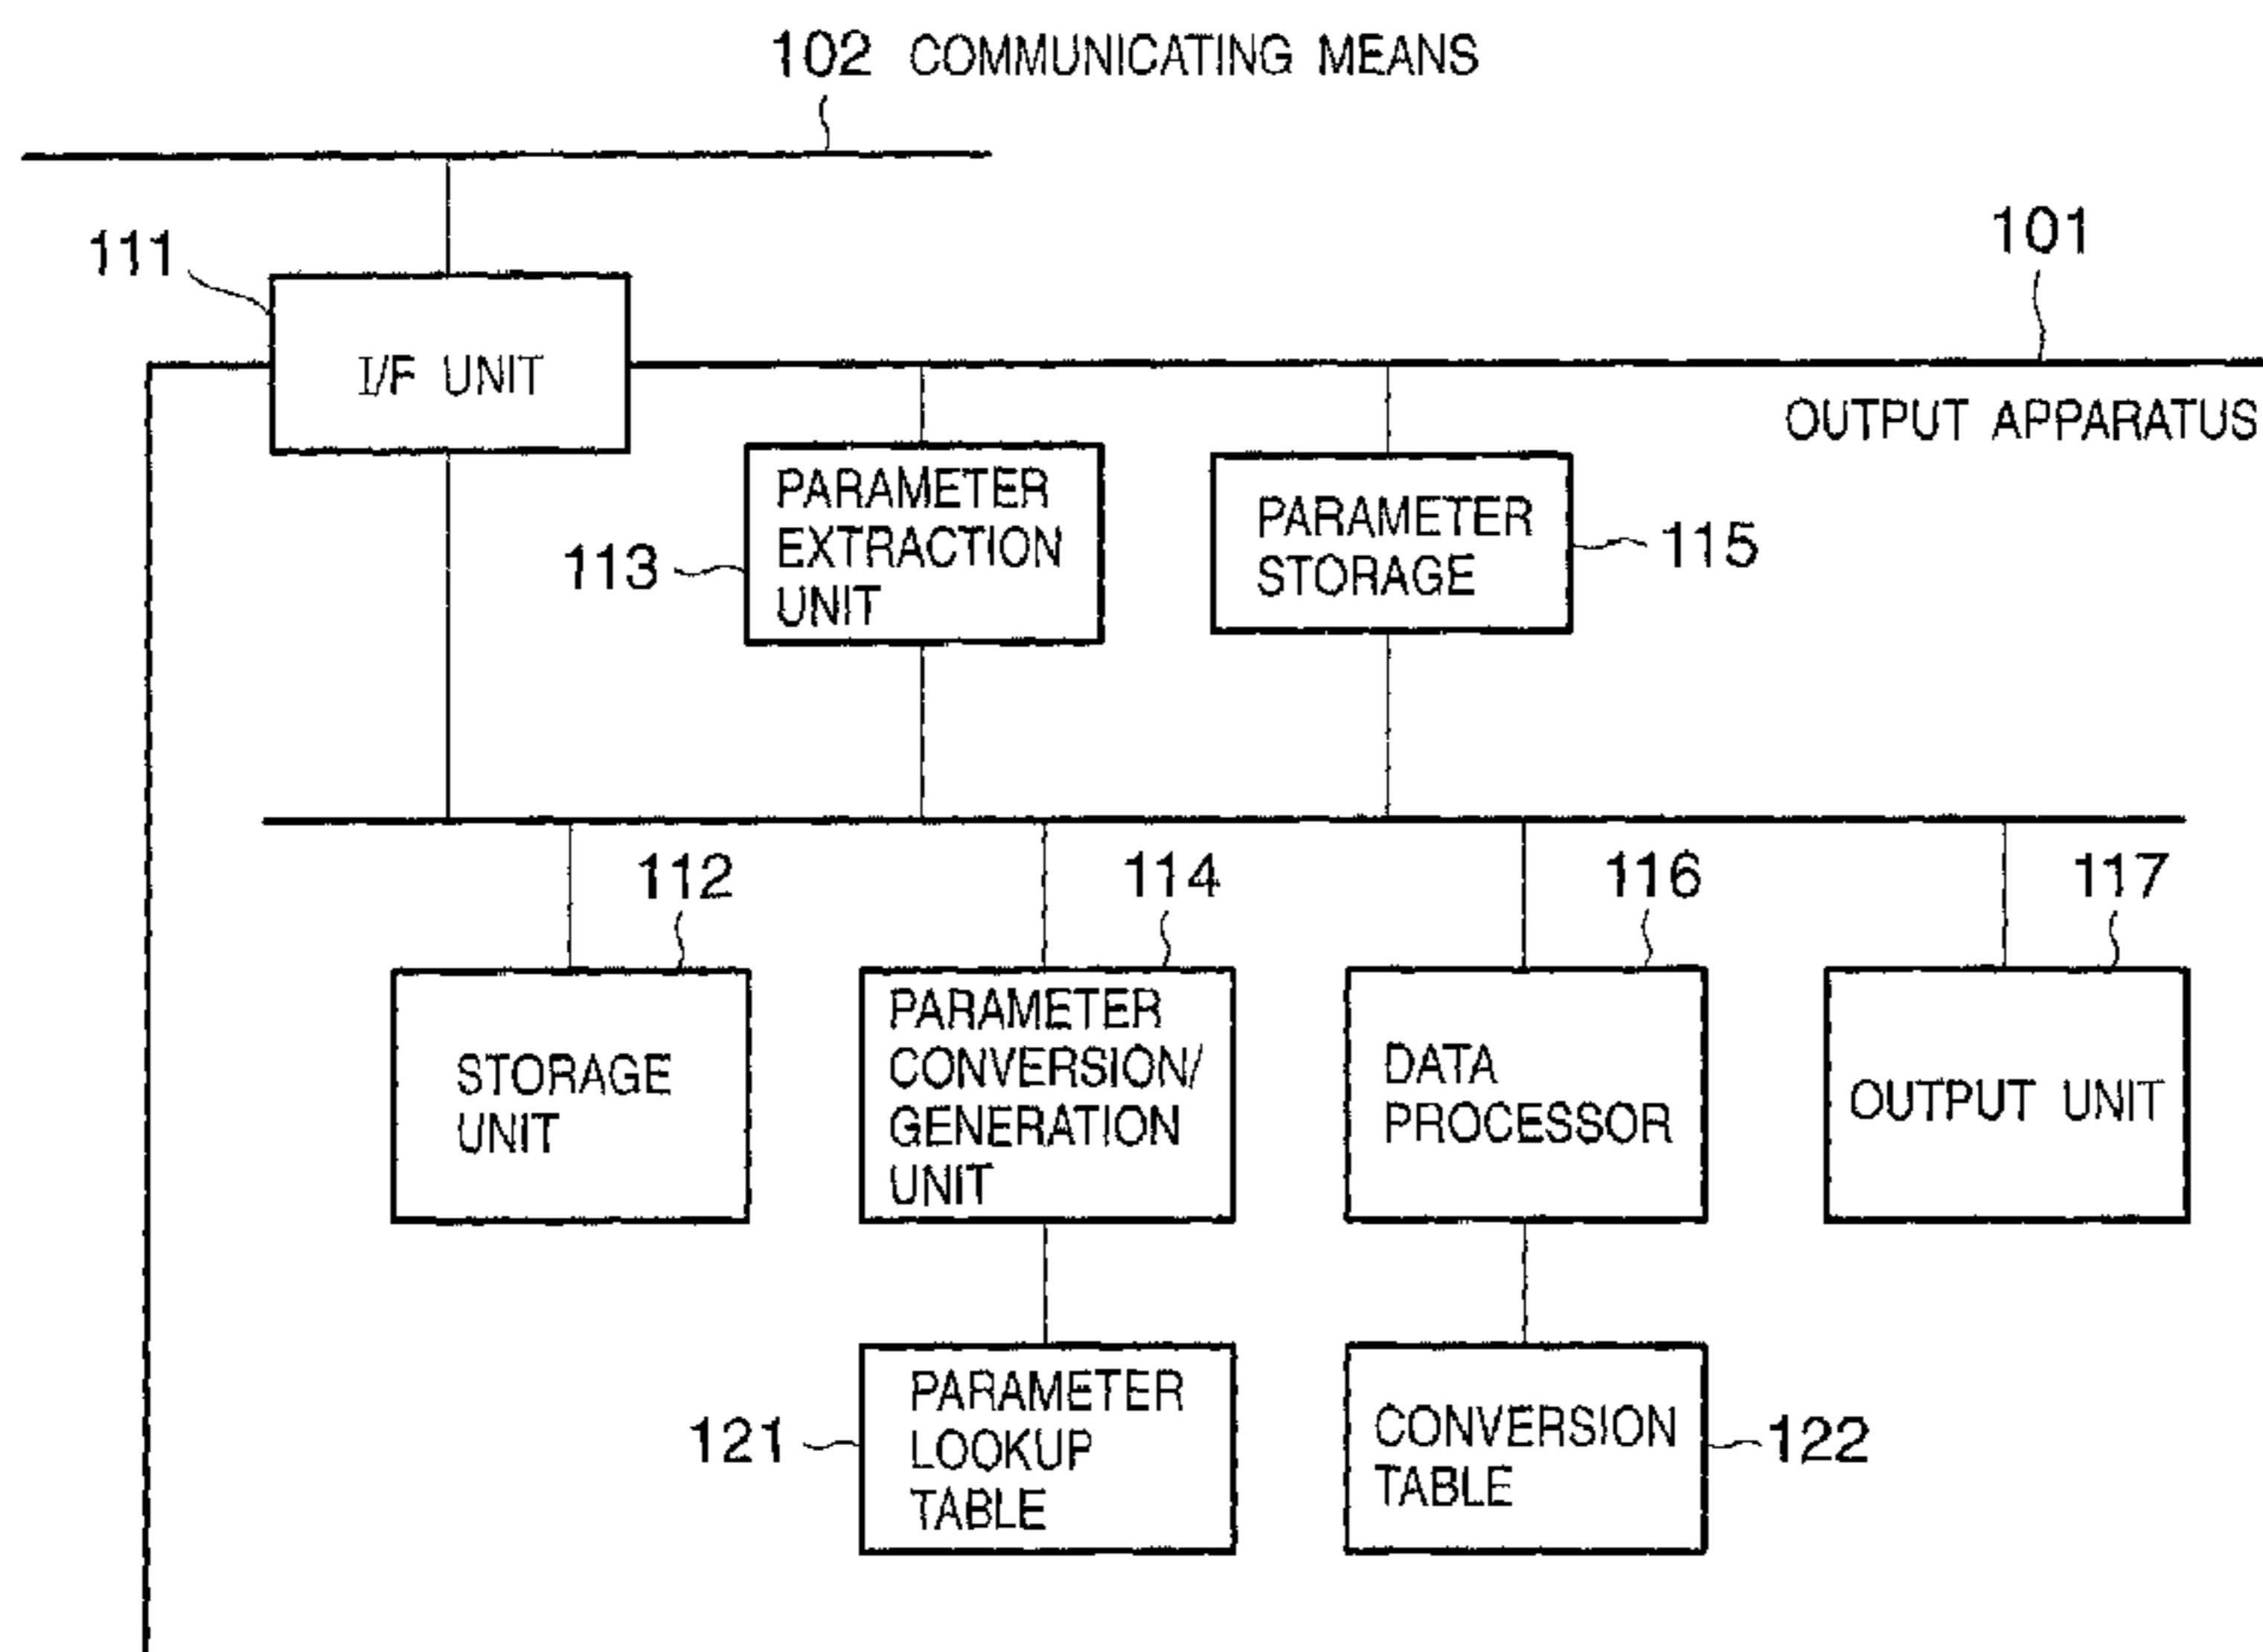 102 COMMUNICATING MEANS
111
101
I/F UNIT
OUTPUT APPARATUS
PARAMETER
EXTRACTION
UNIT
113
PARAMETER
STORAGE
115
112
114
116
117
STORAGE
UNIT
PARAMETER
CONVERSION/
GENERATION
UNIT
DATA
PROCESSOR
OUTPUT UNIT
121
PARAMETER
LOOKUP
TABLE
CONVERSION
TABLE
122